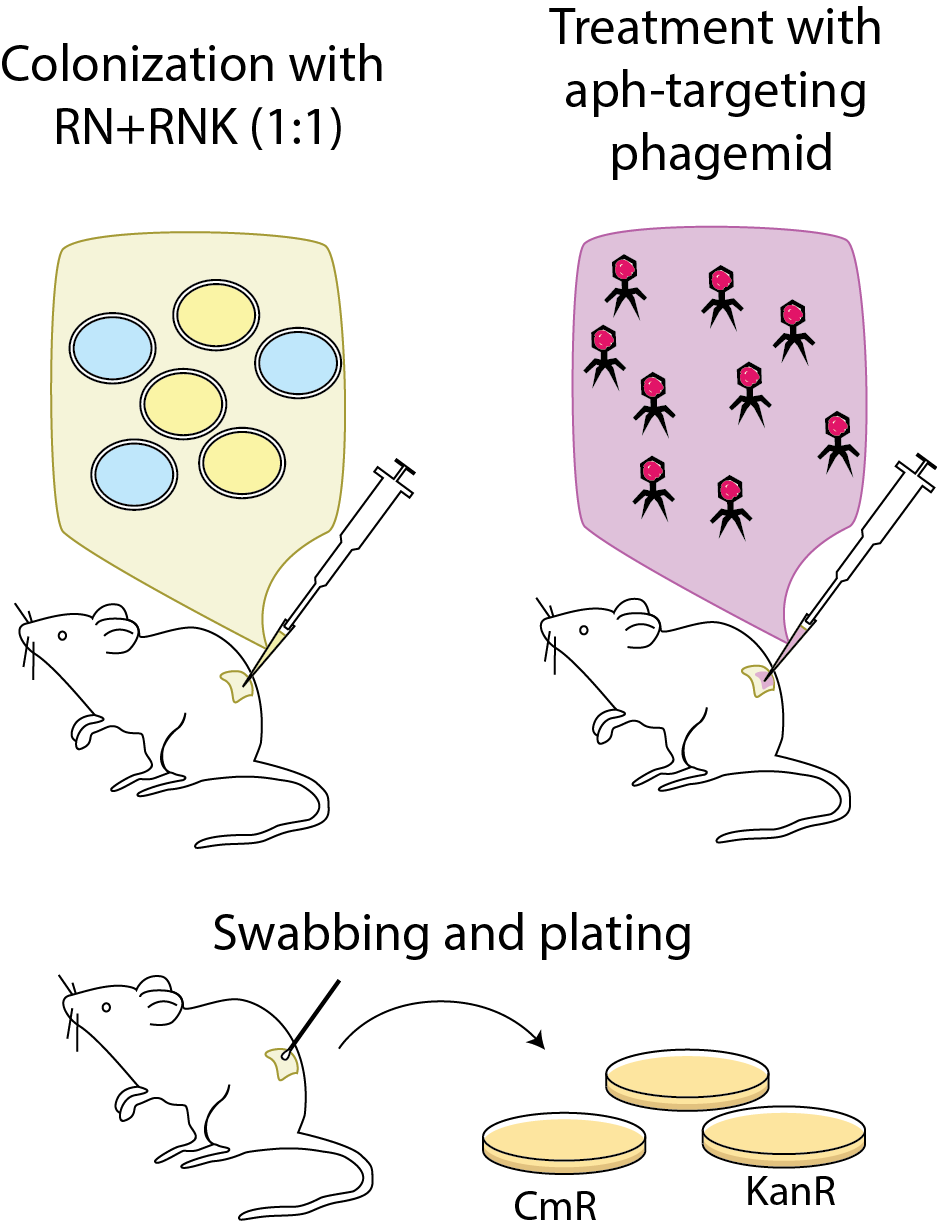 Colonization with
RN+RNK (1:1)
Treatment with
aph-targeting
phagemid
Swabbing and plating
CmR
KanR